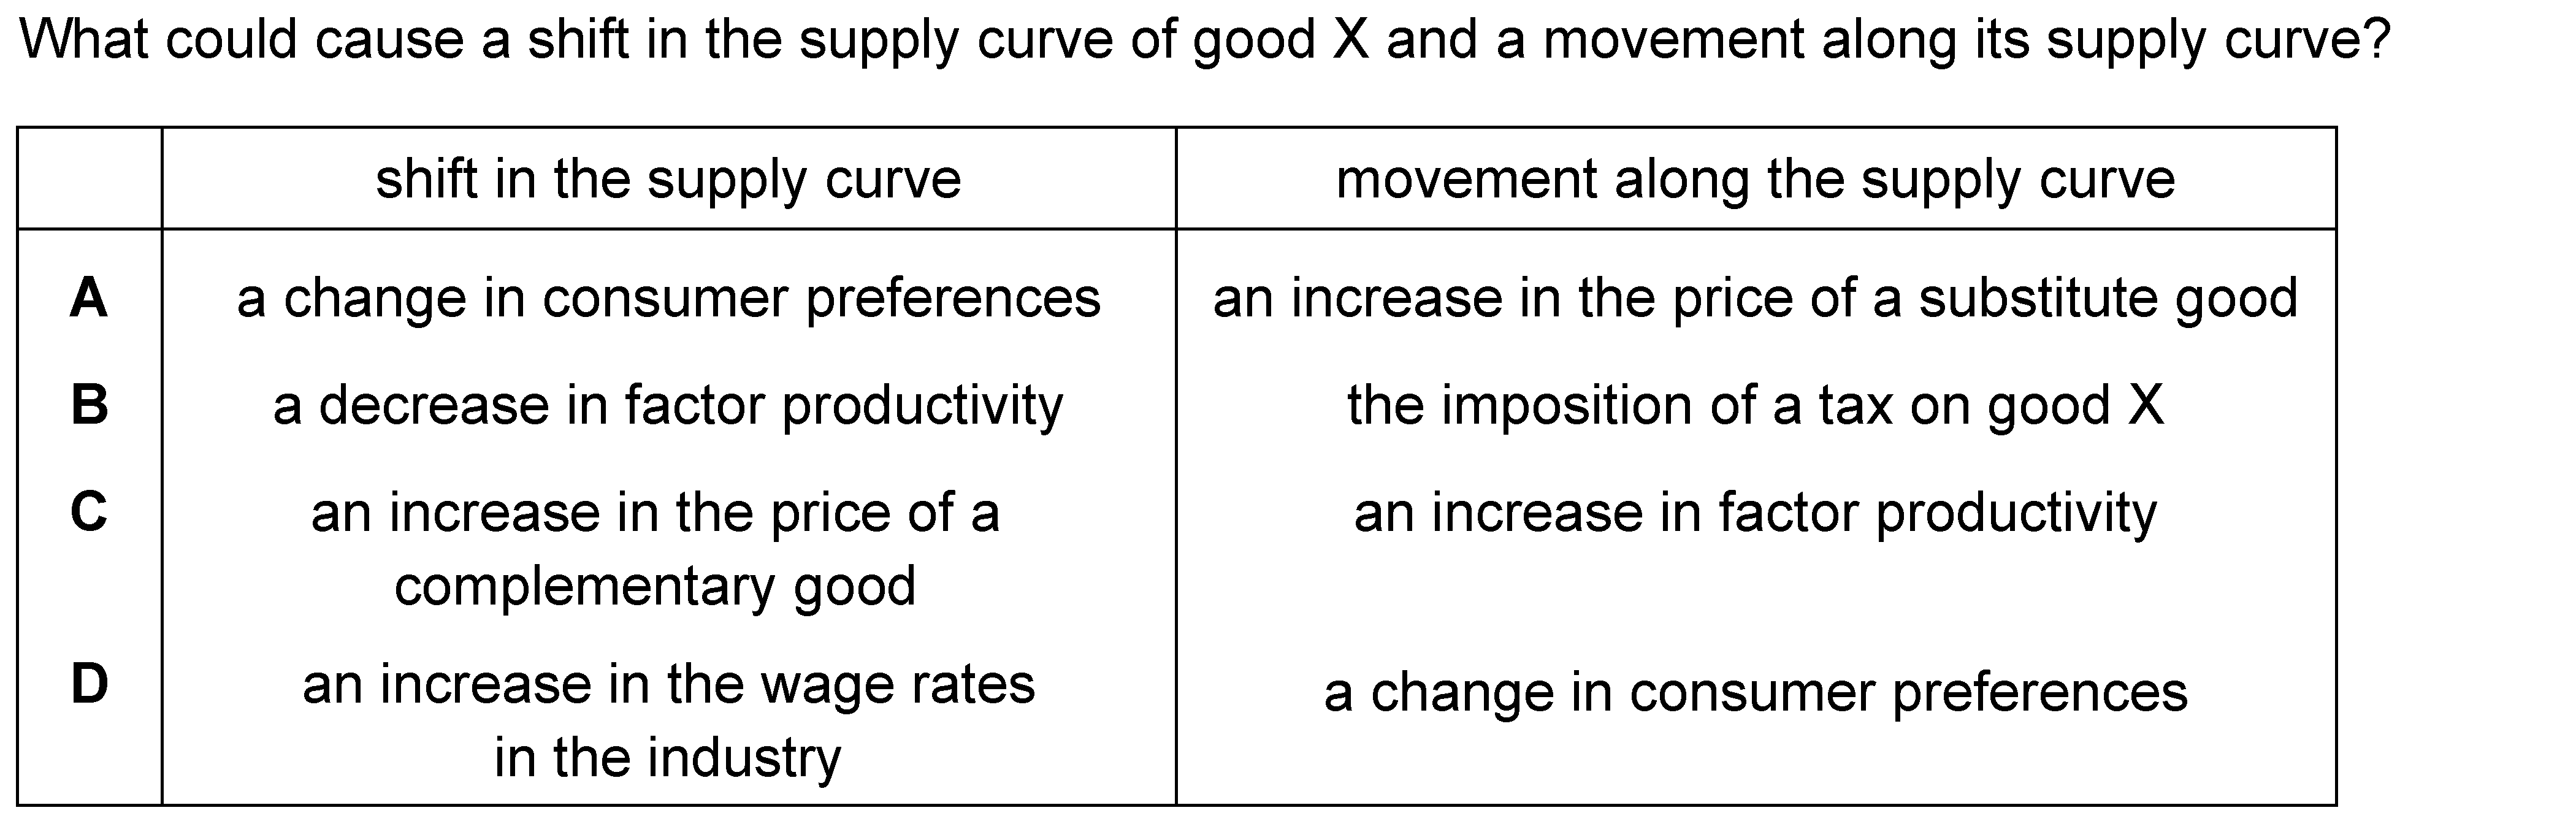 What could cause a shift in the supply curve of good X and a movement along its supply curve?
shift in the supply curve movement along the supply curve
A a change in consumer preferences an increase in the price of a substitute good
B a decrease in factor productivity the imposition of a tax on good X
C an increase in the price of a an increase in factor productivity
complementary good
D an increase in the wage rates a change in consumer preferences
in the industry